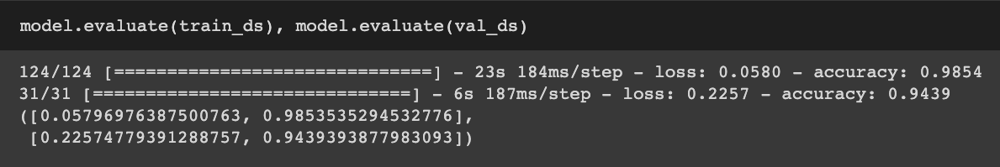 model.evaluate(train_ds), model.evaluate(val_ds)
124/124 [==============================] - 23s 184ms/step - loss: 0.0580 - accuracy: 0.9854
31/31 [==============================] - 6s 187ms/step - loss: 0.2257 - accuracy: 0.9439
([0.05796976387500763, 0.9853535294532776],
 [0.22574779391288757, 0.9439393877983093])